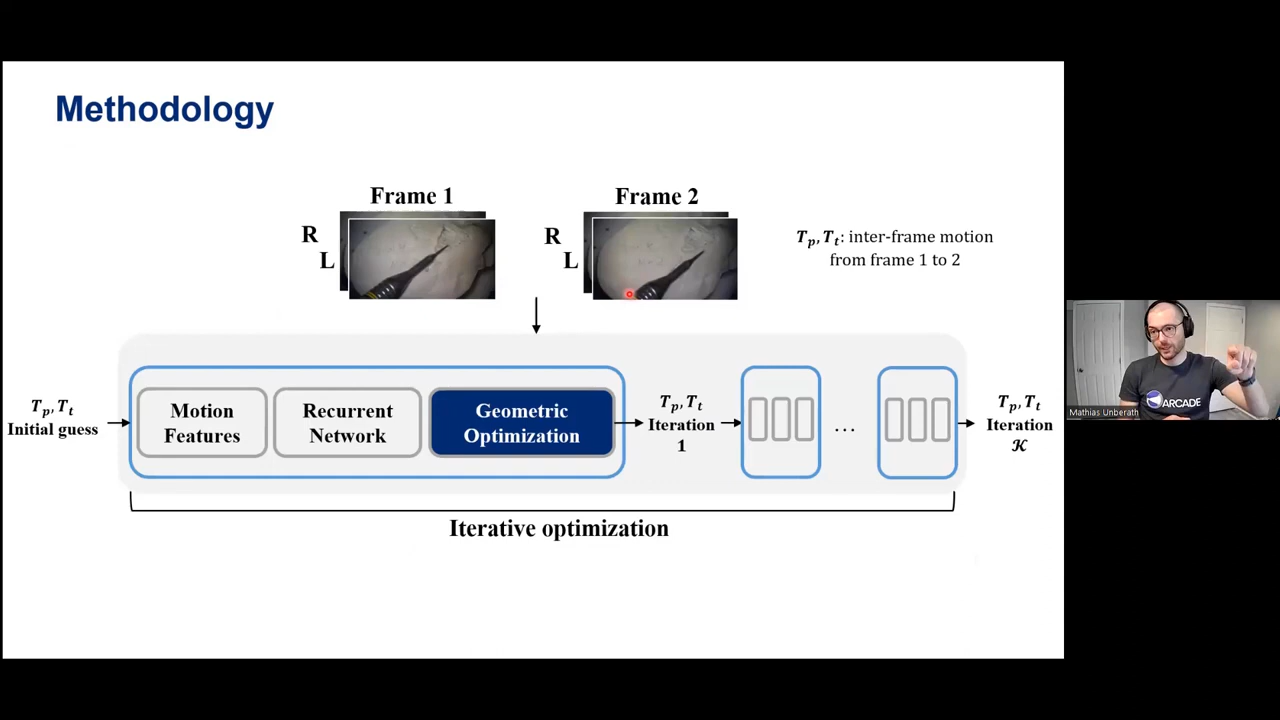 Methodology
Frame 1
Frame 2
R
L
R
L
T_p, T_t: inter-frame motion
from frame 1 to 2
T_p, T_t
Initial guess
Motion
Features
Recurrent
Network
Geometric
Optimization
T_p, T_t
Iteration
1
...
T_p, T_t
Iteration
𝒦
Iterative optimization
ARCADE
Mathias Unberath